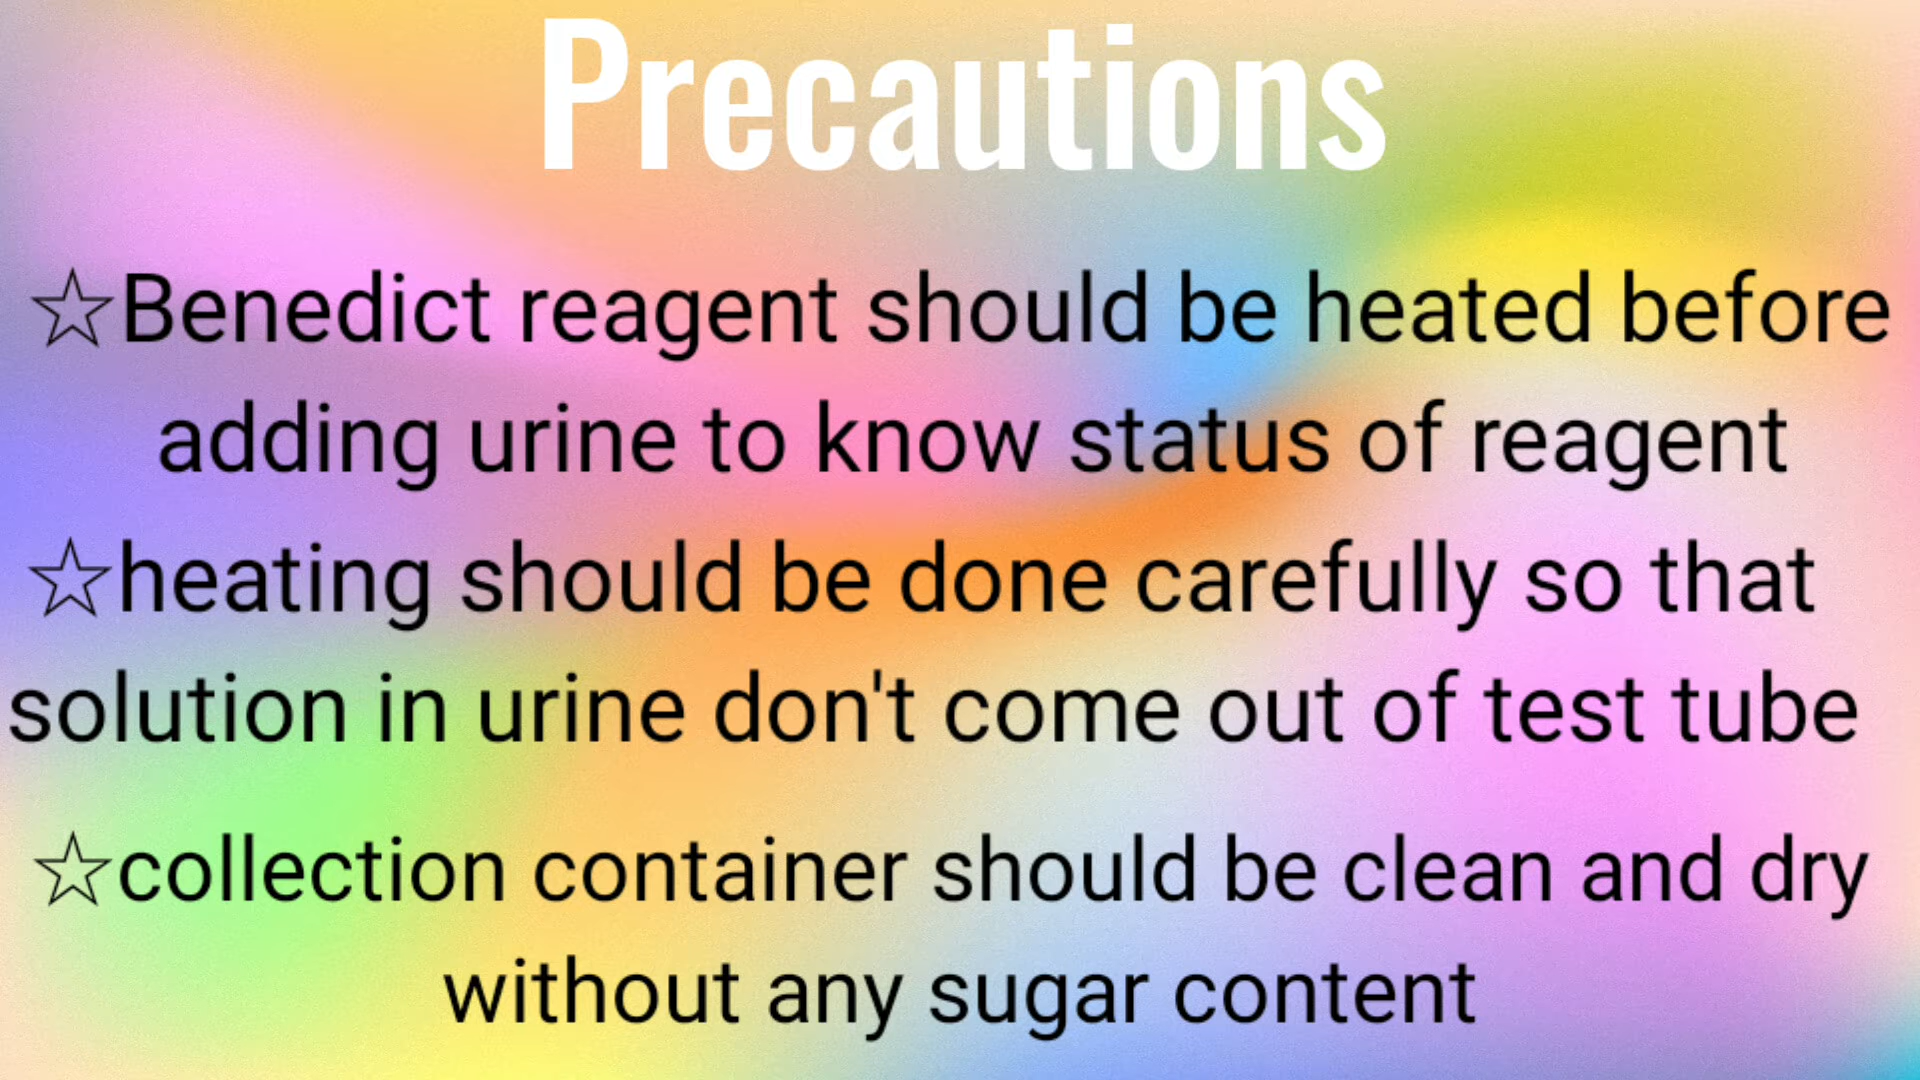 Precautions
☆Benedict reagent should be heated before
adding urine to know status of reagent
☆heating should be done carefully so that
solution in urine don't come out of test tube
☆collection container should be clean and dry
without any sugar content